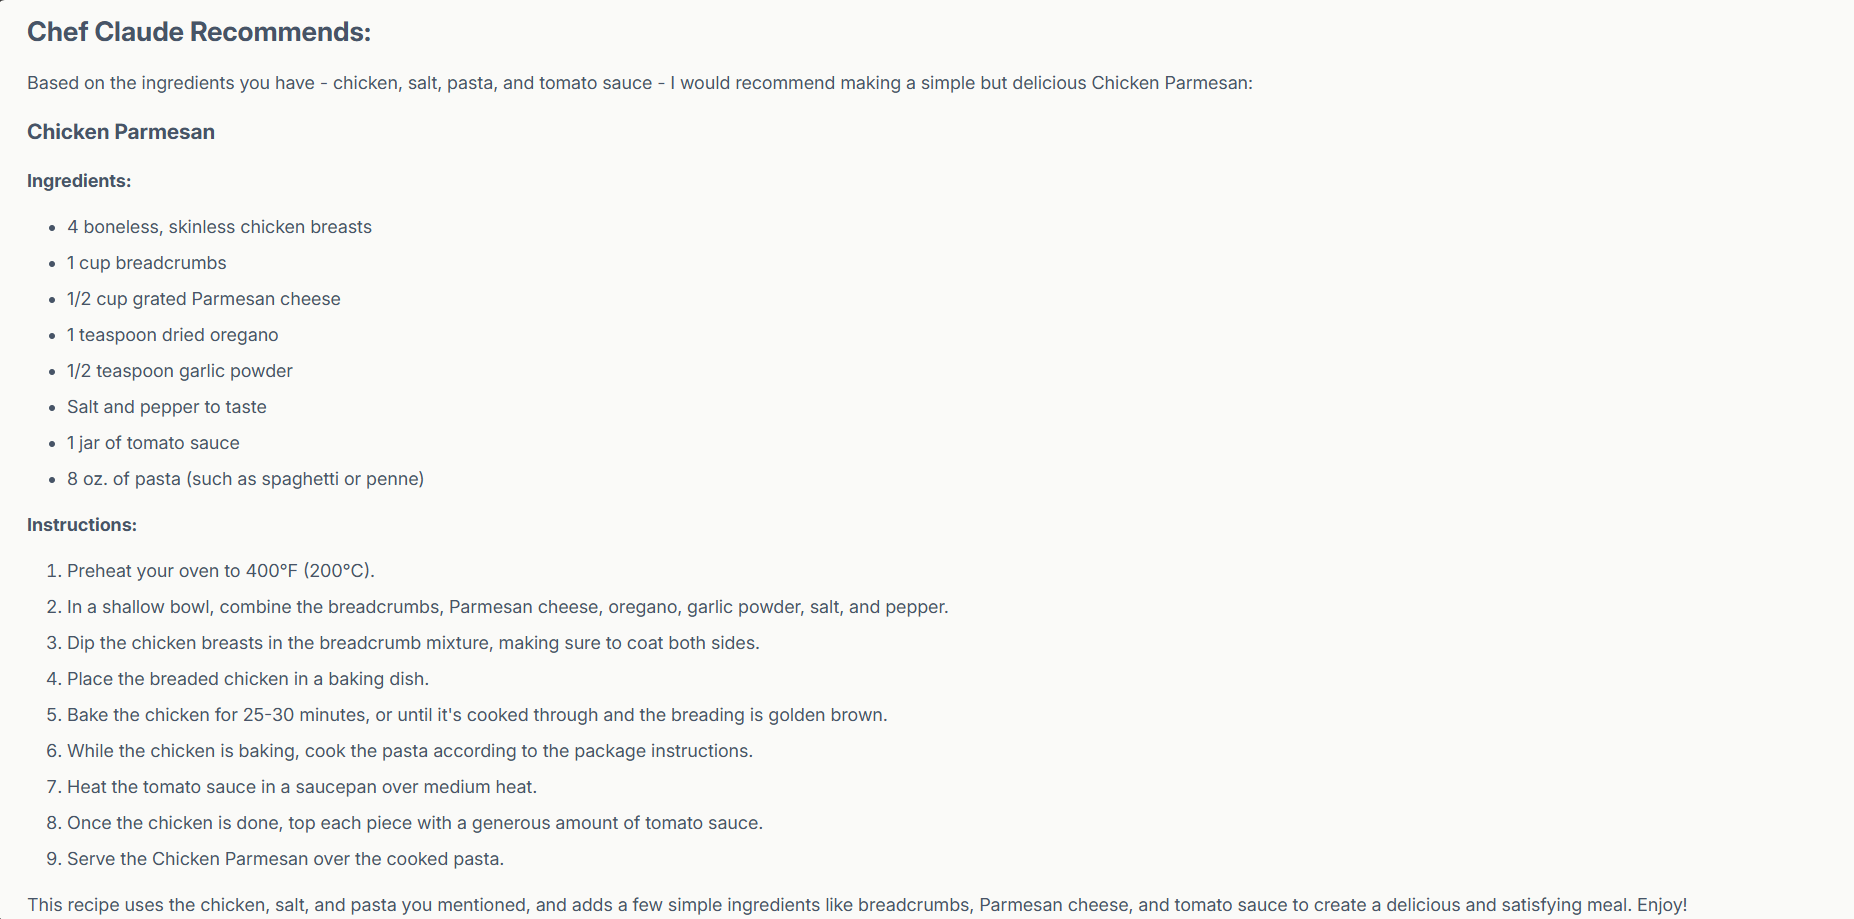 Chef Claude Recommends:
Based on the ingredients you have - chicken, salt, pasta, and tomato sauce - I would recommend making a simple but delicious Chicken Parmesan:
Chicken Parmesan
Ingredients:
• 4 boneless, skinless chicken breasts
• 1 cup breadcrumbs
• 1/2 cup grated Parmesan cheese
• 1 teaspoon dried oregano
• 1/2 teaspoon garlic powder
• Salt and pepper to taste
• 1 jar of tomato sauce
• 8 oz. of pasta (such as spaghetti or penne)
Instructions:
1. Preheat your oven to 400°F (200°C).
2. In a shallow bowl, combine the breadcrumbs, Parmesan cheese, oregano, garlic powder, salt, and pepper.
3. Dip the chicken breasts in the breadcrumb mixture, making sure to coat both sides.
4. Place the breaded chicken in a baking dish.
5. Bake the chicken for 25-30 minutes, or until it's cooked through and the breading is golden brown.
6. While the chicken is baking, cook the pasta according to the package instructions.
7. Heat the tomato sauce in a saucepan over medium heat.
8. Once the chicken is done, top each piece with a generous amount of tomato sauce.
9. Serve the Chicken Parmesan over the cooked pasta.
This recipe uses the chicken, salt, and pasta you mentioned, and adds a few simple ingredients like breadcrumbs, Parmesan cheese, and tomato sauce to create a delicious and satisfying meal. Enjoy!